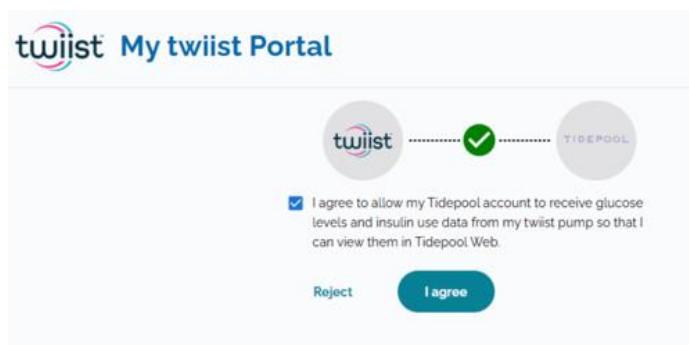 twiist My twiist Portal
twiist TIDEPOOL
I agree to allow my Tidepool account to receive glucose
levels and insulin use data from my twiist pump so that I
can view them in Tidepool Web.
Reject I agree